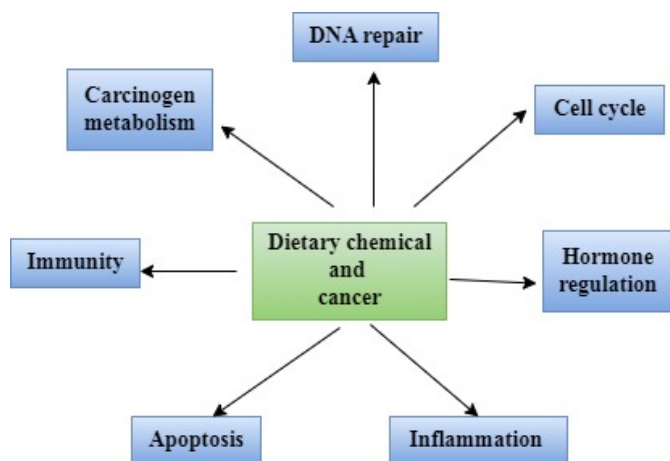 DNA repair
Carcinogen
metabolism
Cell cycle
Immunity
Dietary chemical
and
cancer
Hormone
regulation
Apoptosis
Inflammation